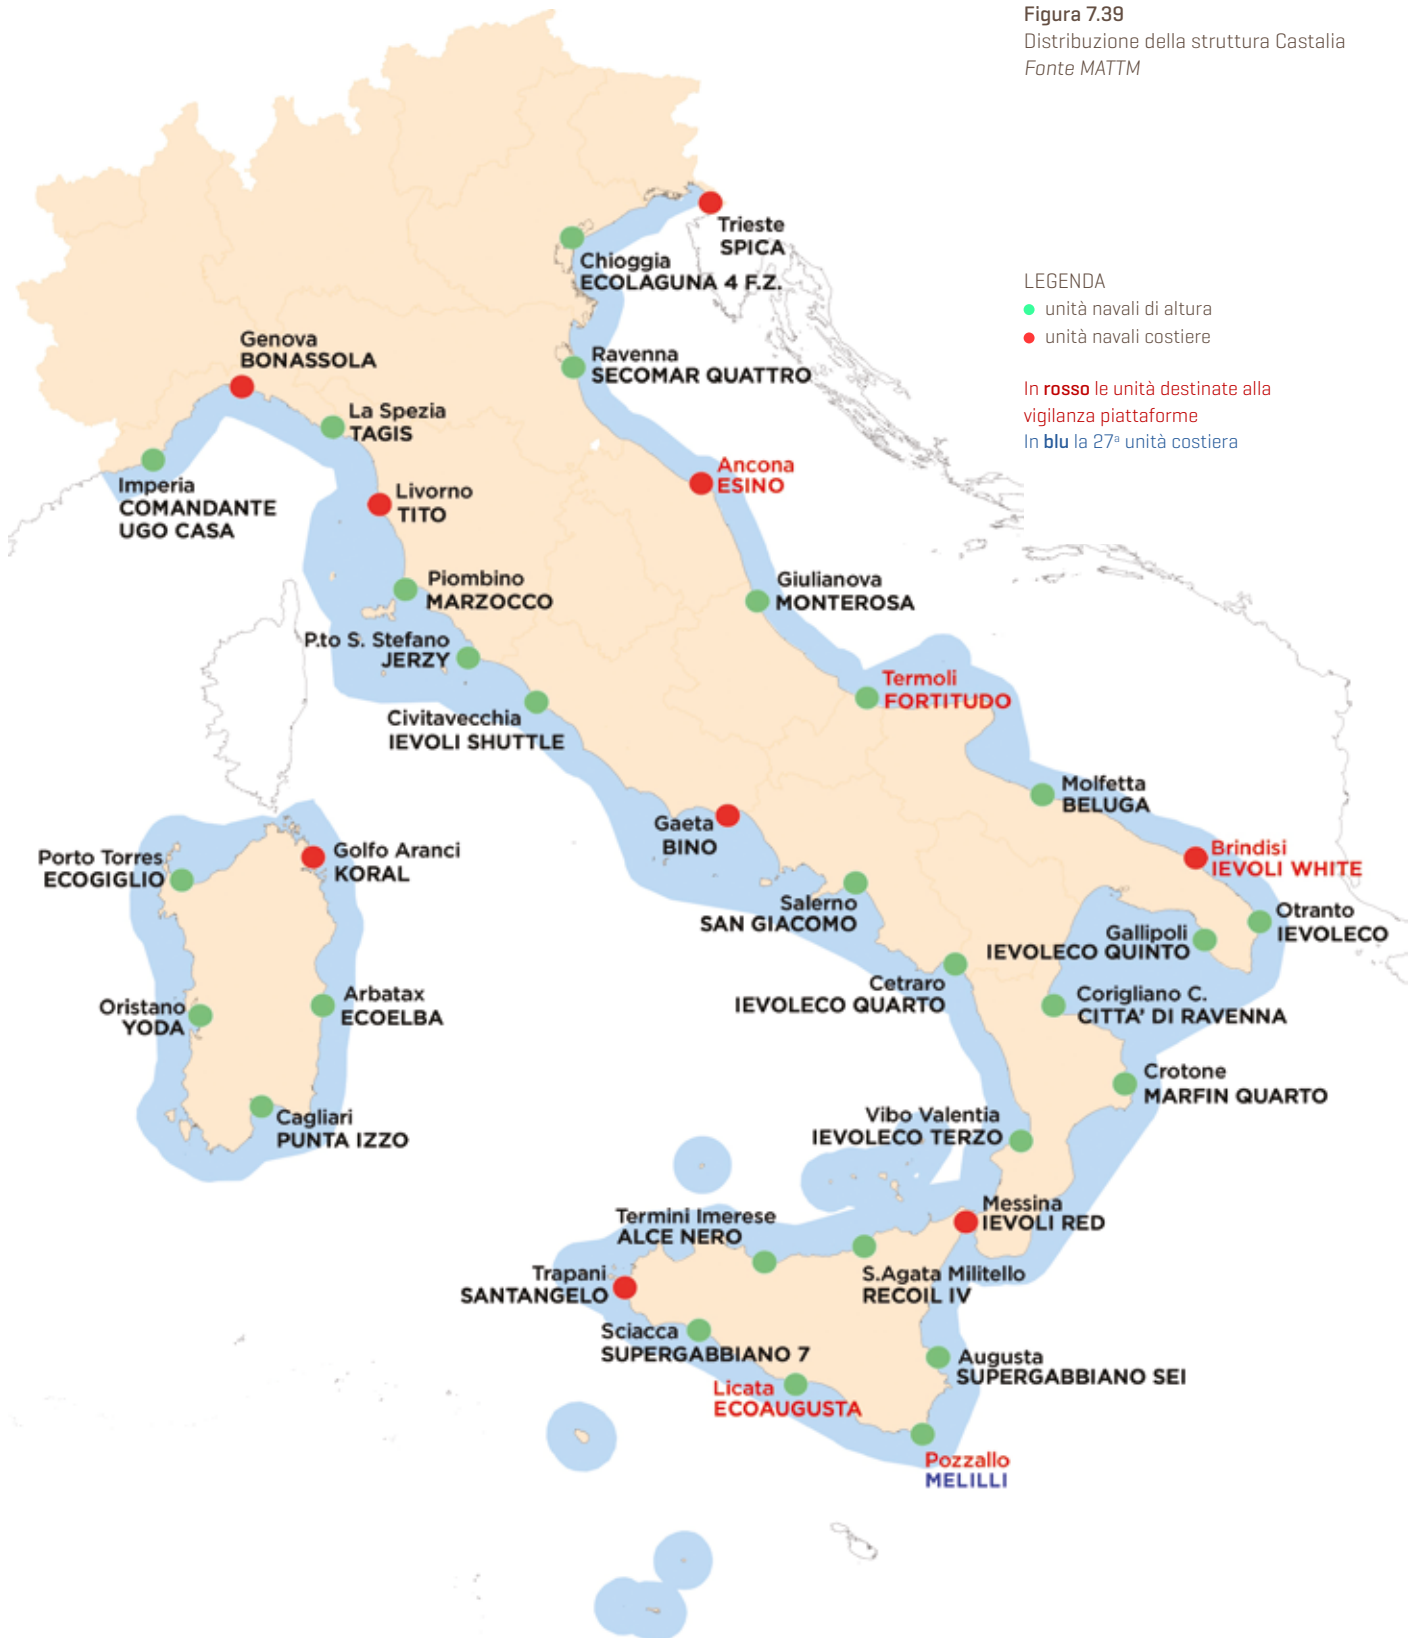 Figura 7.39
Distribuzione della struttura Castalia
Fonte MATTM
Trieste
SPICA
Chioggia
ECOLAGUNA 4 F.Z.
LEGENDA
unità navali di altura
unità navali costiere
In rosso le unità destinate alla
vigilanza piattaforme
In blu la 27ª unità costiera
Genova
BONASSOLA
Ravenna
SECOMAR QUATTRO
La Spezia
TAGIS
Imperia
COMANDANTE
UGO CASA
Ancona
ESINO
Livorno
TITO
Piombino
MARZOCCO
Giulianova
MONTEROSA
P.to S. Stefano
JERZY
Termoli
FORTITUDO
Civitavecchia
IEVOLI SHUTTLE
Molfetta
BELUGA
Gaeta
BINO
Porto Torres
ECOGIGLIO
Golfo Aranci
KORAL
Brindisi
IEVOLI WHITE
Salerno
SAN GIACOMO
Otranto
IEVOLECO
Gallipoli
IEVOLECO QUINTO
Cetraro
IEVOLECO QUARTO
Oristano
YODA
Arbatax
ECOELBA
Corigliano C.
CITTA' DI RAVENNA
Crotone
MARFIN QUARTO
Cagliari
PUNTA IZZO
Vibo Valentia
IEVOLECO TERZO
Messina
IEVOLI RED
Termini Imerese
ALCE NERO
S.Agata Militello
RECOIL IV
Trapani
SANTANGELO
Sciacca
SUPERGABBIANO 7
Augusta
SUPERGABBIANO SEI
Licata
ECOAUGUSTA
Pozzallo
MELILLI